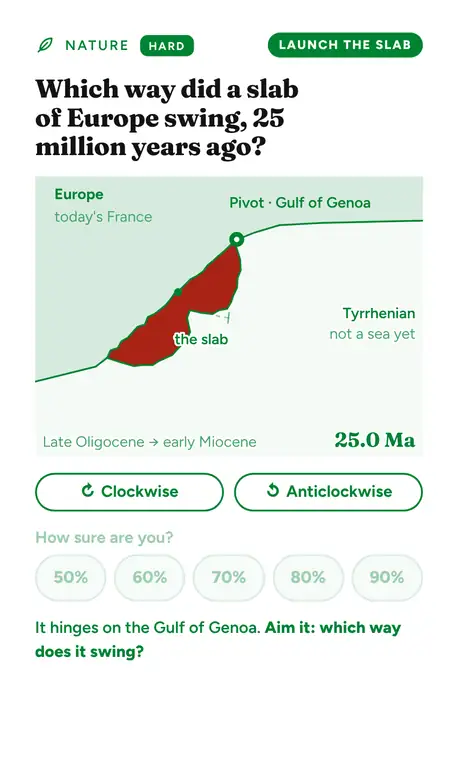 NATURE HARD LAUNCH THE SLAB
Which way did a slab
of Europe swing, 25
million years ago?
Europe
today's France
Pivot · Gulf of Genoa
Tyrrhenian
not a sea yet
the slab
Late Oligocene → early Miocene
25.0 Ma
↻ Clockwise
↺ Anticlockwise
How sure are you?
50% 60% 70% 80% 90%
It hinges on the Gulf of Genoa. Aim it: which way
does it swing?